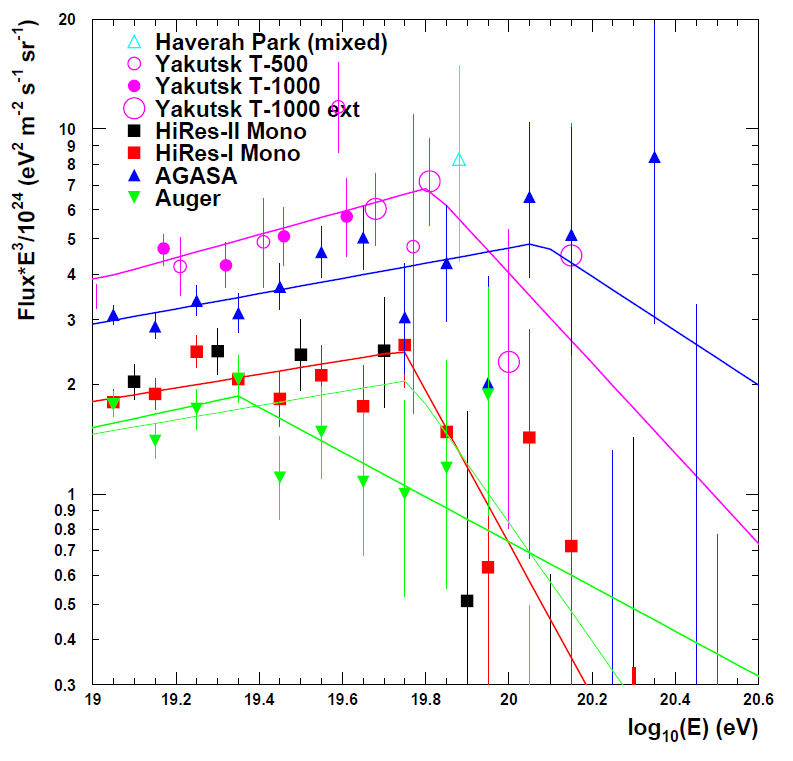 Flux*E3/10^24 (eV2 m-2 s-1 sr-1)
20
10
9
8
7
6
5
4
3
2
1
0.9
0.8
0.7
0.6
0.5
0.4
0.3
Haverah Park (mixed)
Yakutsk T-500
Yakutsk T-1000
Yakutsk T-1000 ext
HiRes-II Mono
HiRes-I Mono
AGASA
Auger
19 19.2 19.4 19.6 19.8 20 20.2 20.4 20.6
log10(E) (eV)